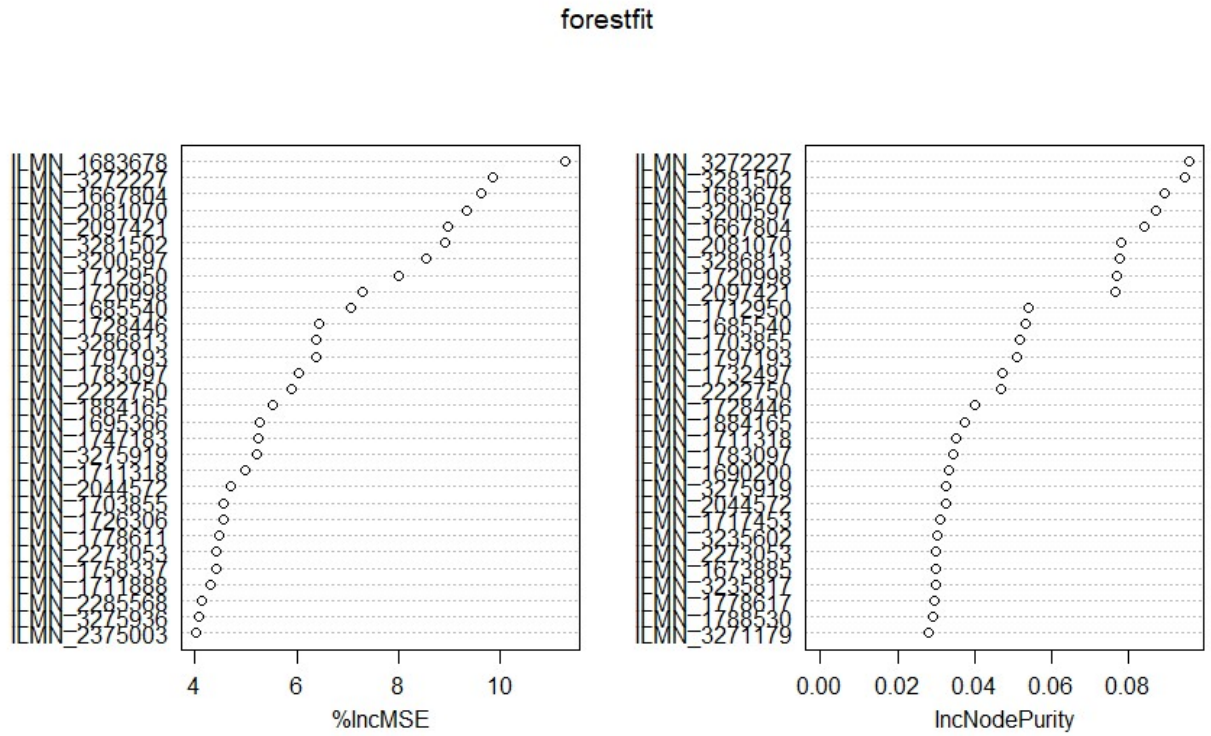 forestfit
ILMN_1683678
ILMN_3272227
ILMN_1667804
ILMN_2081070
ILMN_2097421
ILMN_3281502
ILMN_3200597
ILMN_1712950
ILMN_1720998
ILMN_1685540
ILMN_1728446
ILMN_3286813
ILMN_1797193
ILMN_1783097
ILMN_2222750
ILMN_1884165
ILMN_1695366
ILMN_1747183
ILMN_3275919
ILMN_1711318
ILMN_2044572
ILMN_1703855
ILMN_1726306
ILMN_1778611
ILMN_2273053
ILMN_1758337
ILMN_1711888
ILMN_2285568
ILMN_3275936
ILMN_2375003
4 6 8 10
%IncMSE
ILMN_3272227
ILMN_3281502
ILMN_1683678
ILMN_3200597
ILMN_1667804
ILMN_2081070
ILMN_3286813
ILMN_1720998
ILMN_2097421
ILMN_1712950
ILMN_1685540
ILMN_1703855
ILMN_1797193
ILMN_1732497
ILMN_2222750
ILMN_1728446
ILMN_1884165
ILMN_1711318
ILMN_1783097
ILMN_1690200
ILMN_3275919
ILMN_2044572
ILMN_1717453
ILMN_3235602
ILMN_2273053
ILMN_1673885
ILMN_3235817
ILMN_1778617
ILMN_1788530
ILMN_3271179
0.00 0.02 0.04 0.06 0.08
IncNodePurity